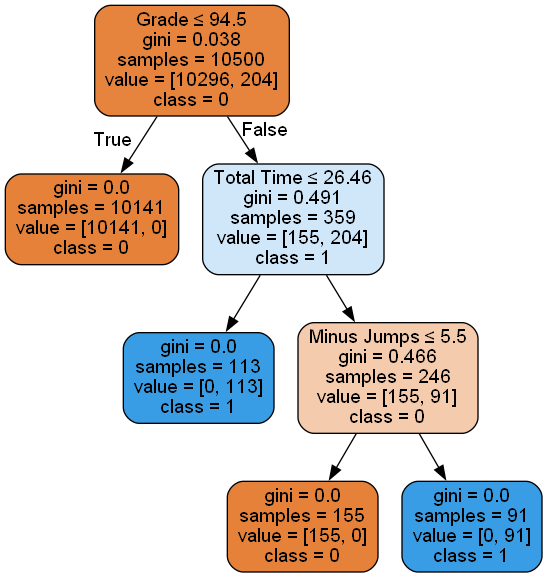 Grade ≤ 94.5
gini = 0.038
samples = 10500
value = [10296, 204]
class = 0
True
False
gini = 0.0
samples = 10141
value = [10141, 0]
class = 0
Total Time ≤ 26.46
gini = 0.491
samples = 359
value = [155, 204]
class = 1
gini = 0.0
samples = 113
value = [0, 113]
class = 1
Minus Jumps ≤ 5.5
gini = 0.466
samples = 246
value = [155, 91]
class = 0
gini = 0.0
samples = 155
value = [155, 0]
class = 0
gini = 0.0
samples = 91
value = [0, 91]
class = 1